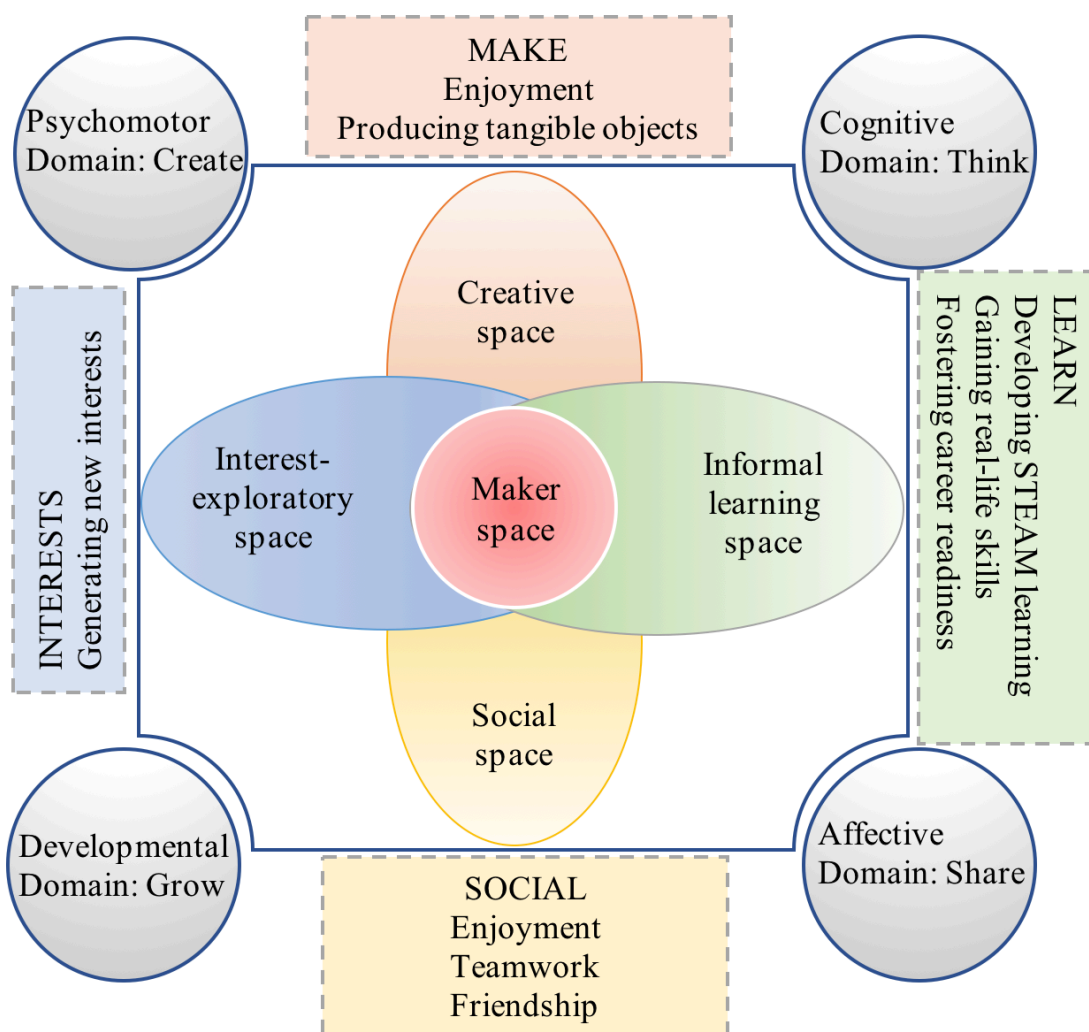 MAKE
Enjoyment
Producing tangible objects
Psychomotor
Domain: Create
Cognitive
Domain: Think
Creative
space
INTERESTS
Generating new interests
Interest-
exploratory
space
Maker
space
Informal
learning
space
LEARN
Developing STEAM learning
Gaining real-life skills
Fostering career readiness
Social
space
Developmental
Domain: Grow
Affective
Domain: Share
SOCIAL
Enjoyment
Teamwork
Friendship